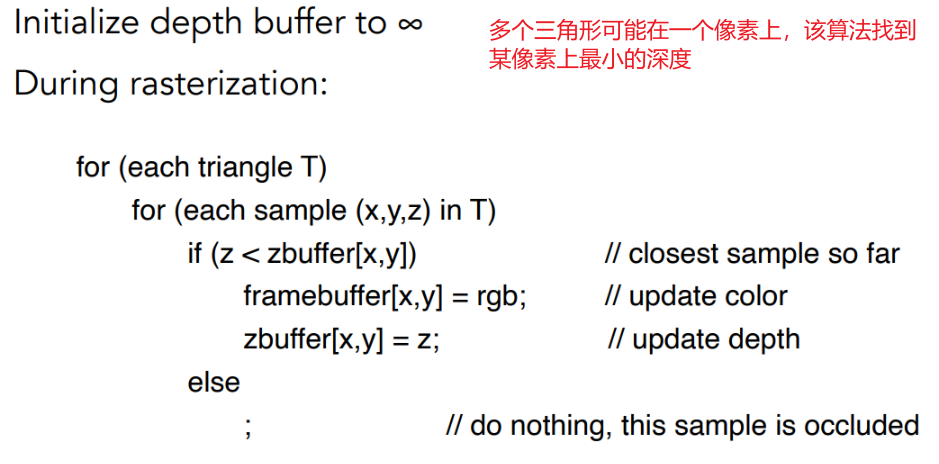 Initialize depth buffer to ∞
多个三角形可能在一个像素上，该算法找到
某像素上最小的深度
During rasterization:
for (each triangle T)
for (each sample (x,y,z) in T)
if (z < zbuffer[x,y]) // closest sample so far
framebuffer[x,y] = rgb; // update color
zbuffer[x,y] = z; // update depth
else
; // do nothing, this sample is occluded